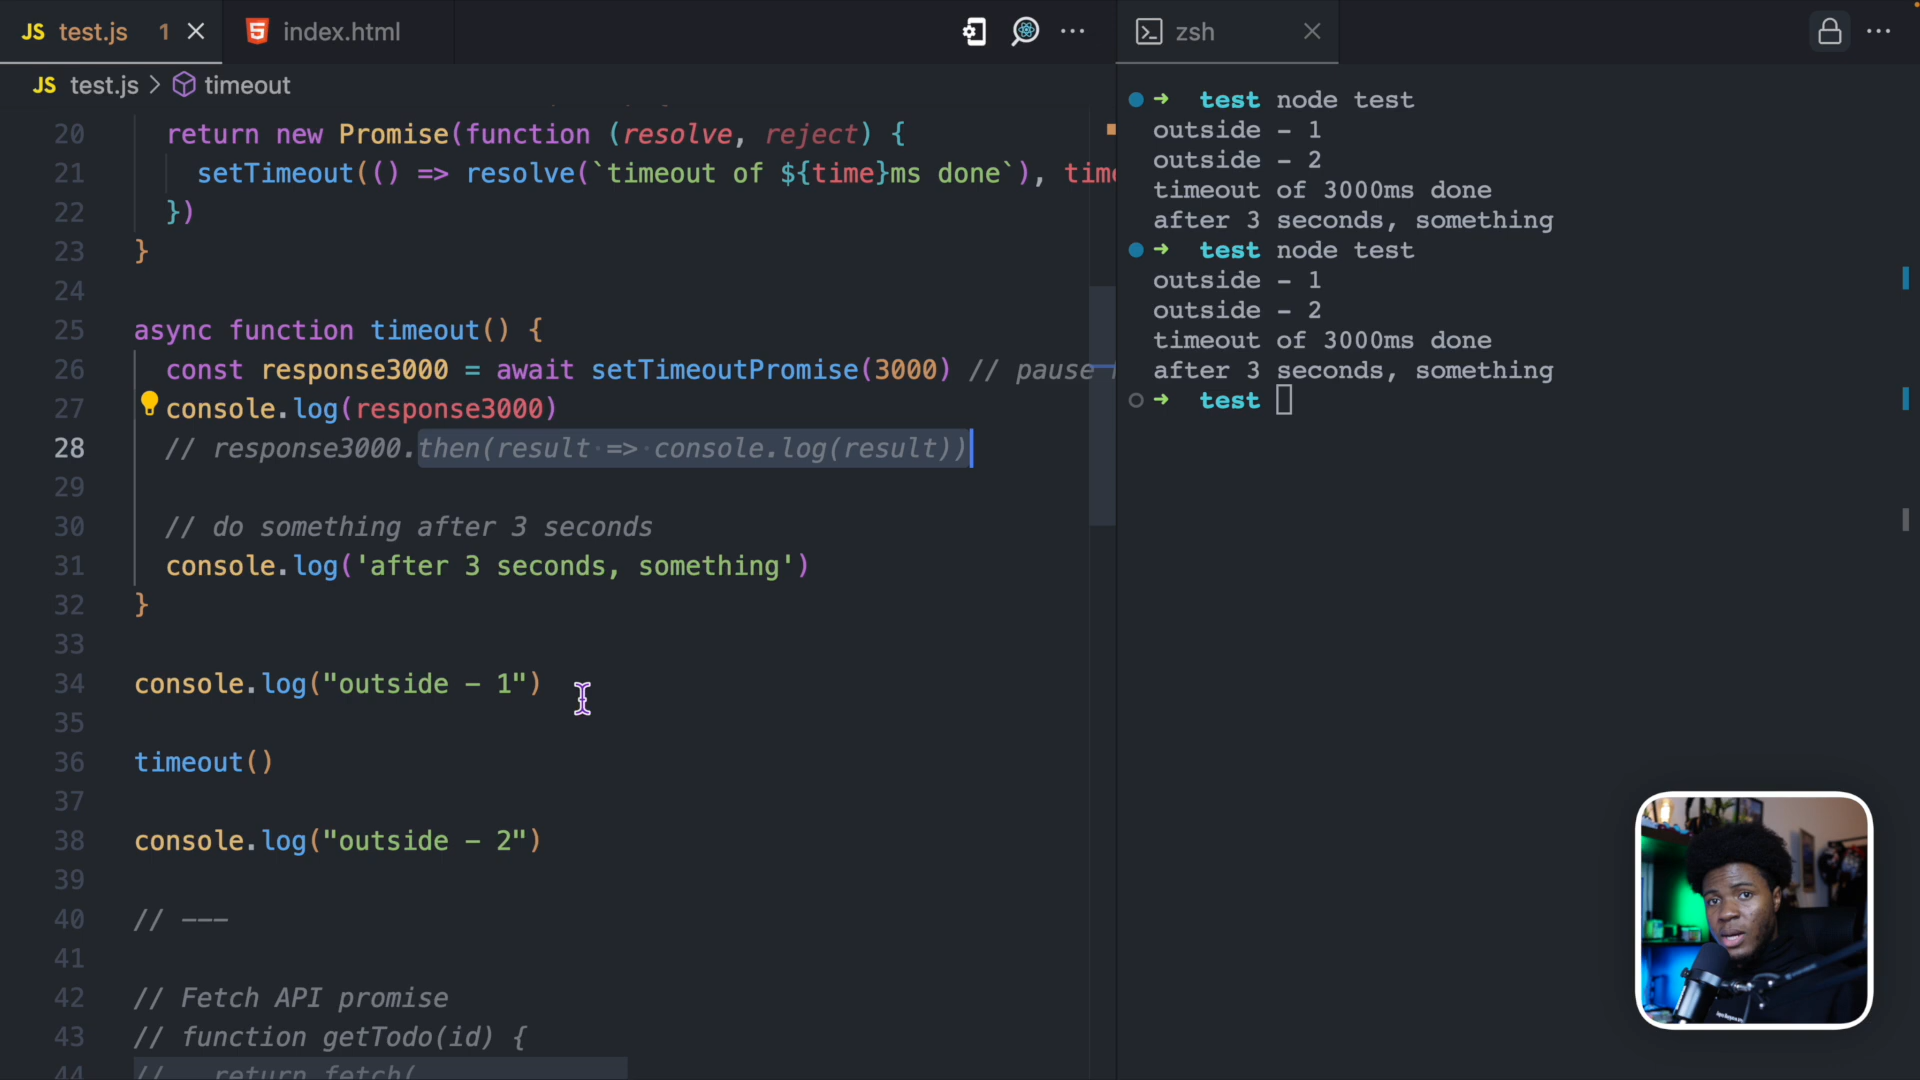 JS test.js 1
index.html
JS test.js > timeout
20 return new Promise(function (resolve, reject) {
21 setTimeout(() => resolve(`timeout of ${time}ms done`), time
22 })
23 }
24
25 async function timeout() {
26 const response3000 = await setTimeoutPromise(3000) // pause
27 console.log(response3000)
28 // response3000.then(result => console.log(result))
29
30 // do something after 3 seconds
31 console.log('after 3 seconds, something')
32 }
33
34 console.log("outside - 1")
35
36 timeout()
37
38 console.log("outside - 2")
39
40 // ---
41
42 // Fetch API promise
43 // function getTodo(id) {
44 // return fetch(
zsh
➜ test node test
outside - 1
outside - 2
timeout of 3000ms done
after 3 seconds, something
➜ test node test
outside - 1
outside - 2
timeout of 3000ms done
after 3 seconds, something
➜ test